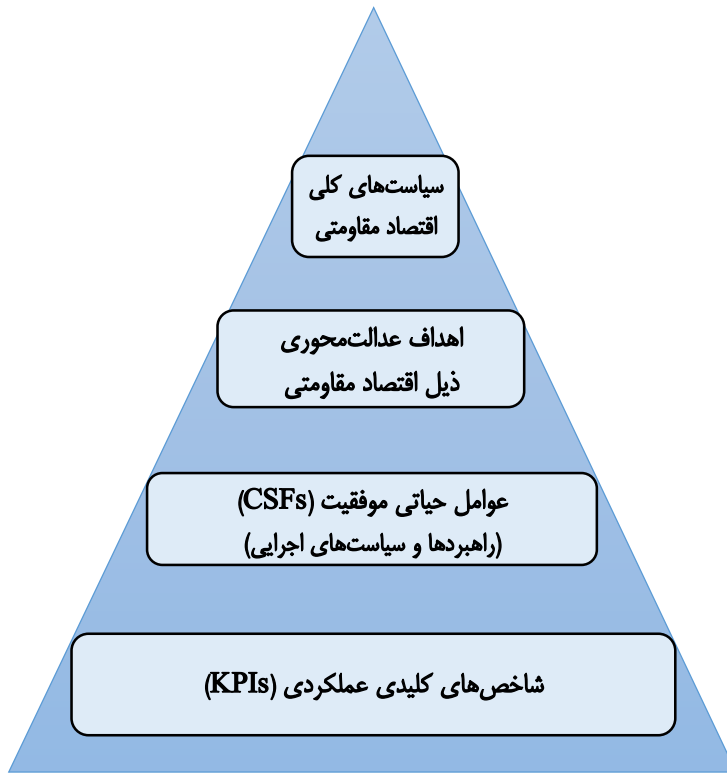 سیاست‌های کلی
اقتصاد مقاومتی
اهداف عدالت‌محوری
ذیل اقتصاد مقاومتی
عوامل حیاتی موفقیت (CSFs)
(راهبردها و سیاست‌های اجرایی)
شاخص‌های کلیدی عملکردی (KPIs)